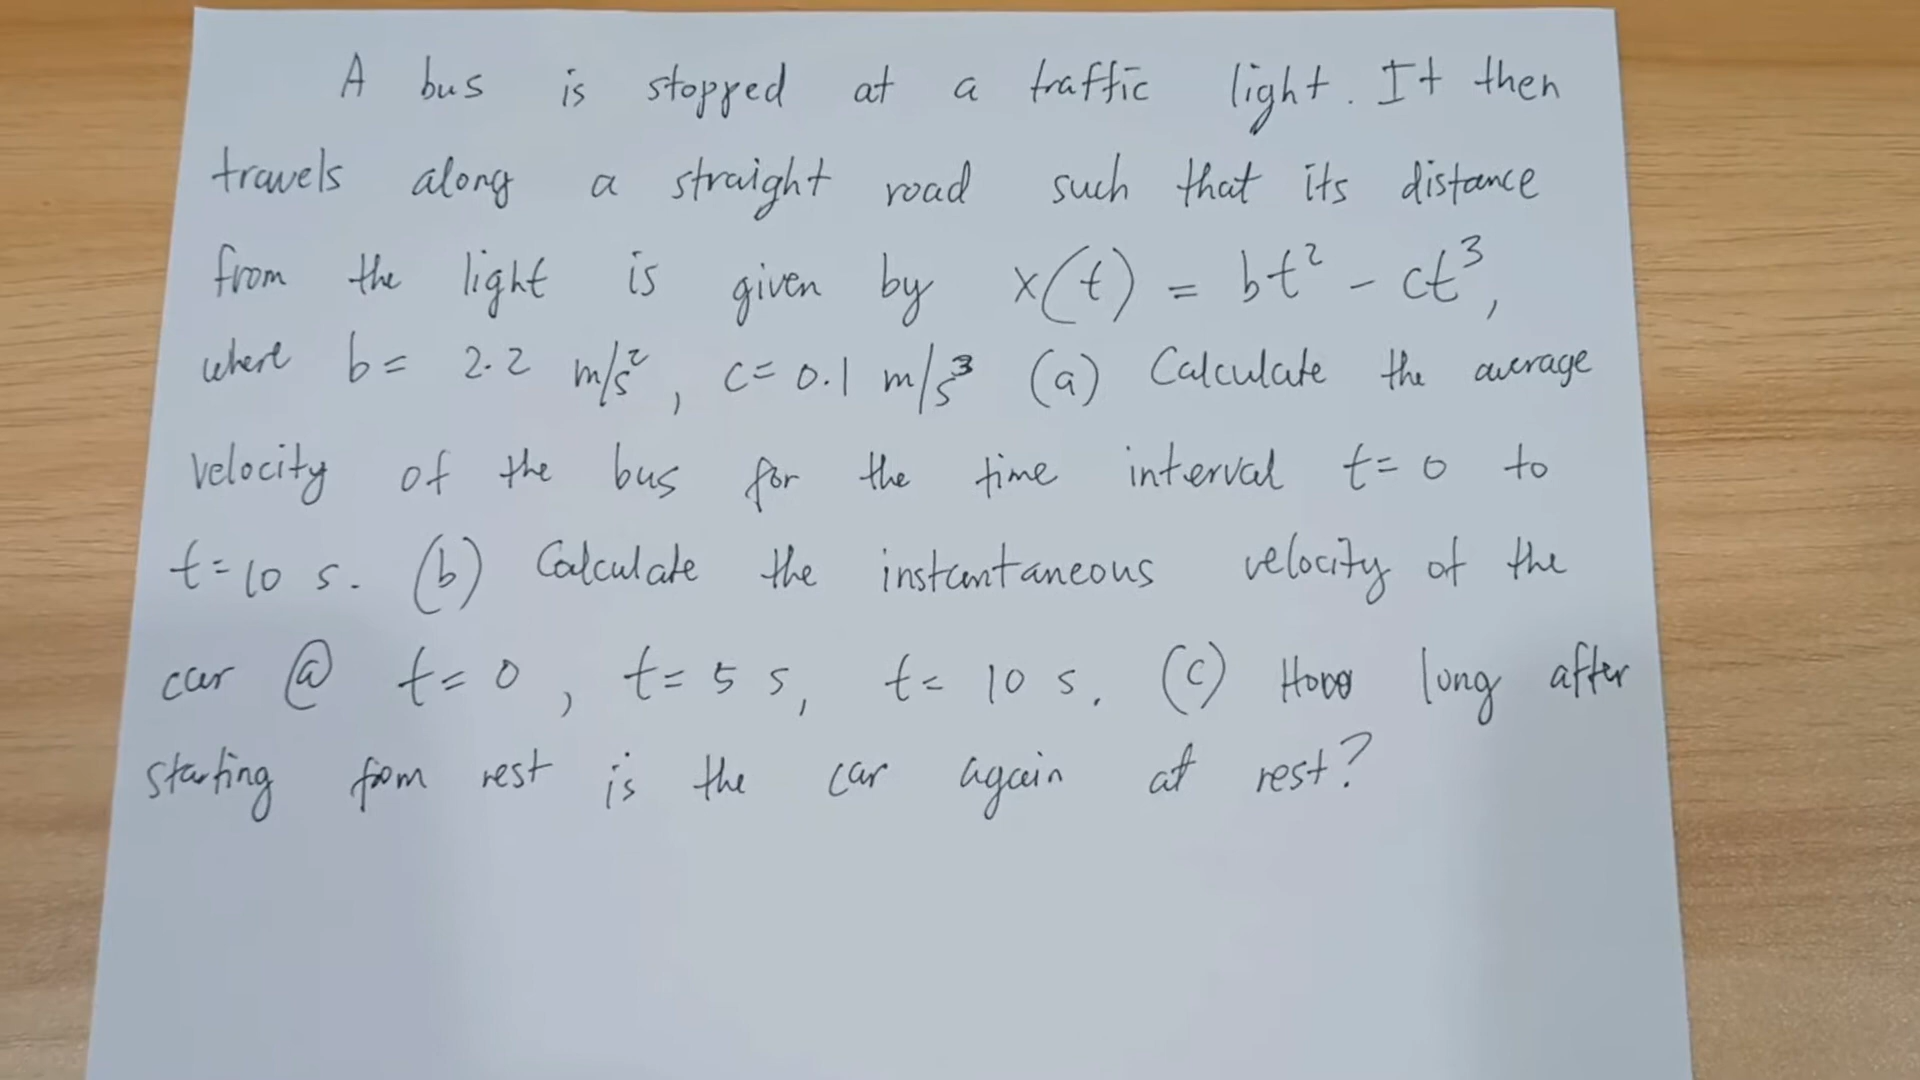 A bus is stopped at a traffic light. It then
travels along a straight road such that its distance
from the light is given by x(t) = bt² - ct³,
where b = 2.2 m/s², c = 0.1 m/s³ (a) Calculate the average
velocity of the bus for the time interval t = 0 to
t = 10 s. (b) Calculate the instantaneous velocity of the
car @ t = 0, t = 5 s, t = 10 s. (c) How long after
starting from rest is the car again at rest?